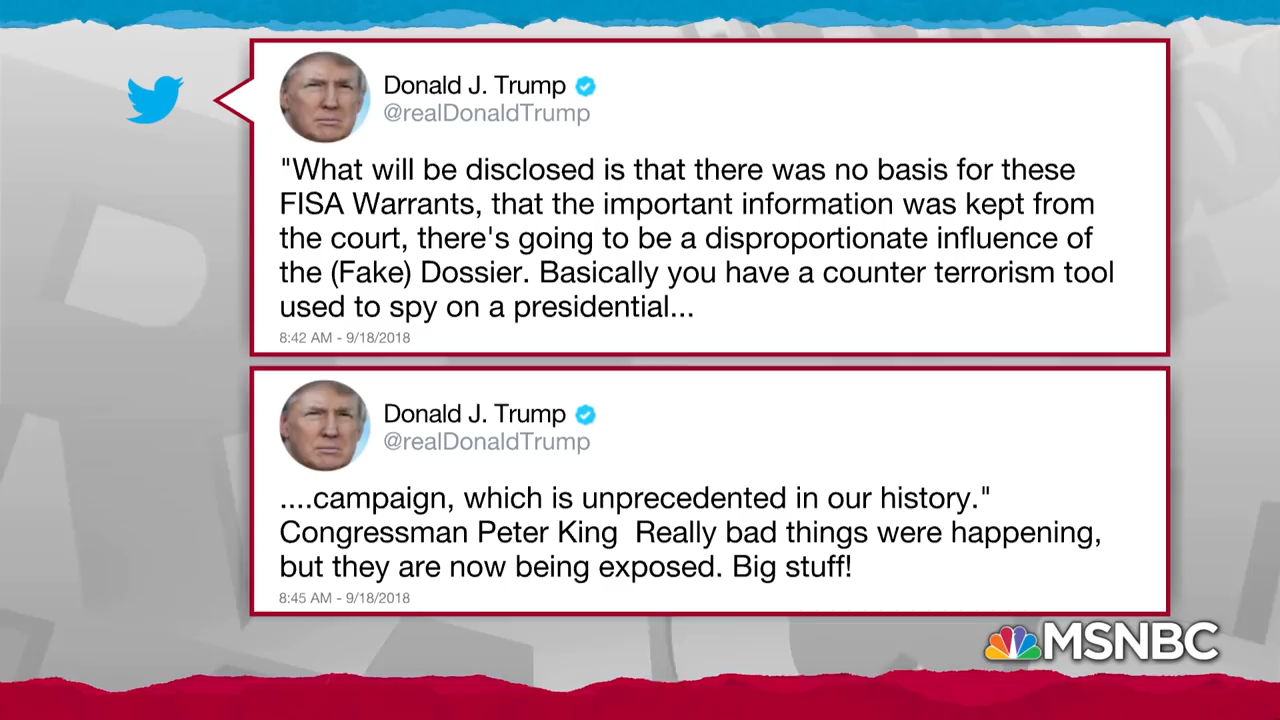 Donald J. Trump
@realDonaldTrump
"What will be disclosed is that there was no basis for these
FISA Warrants, that the important information was kept from
the court, there's going to be a disproportionate influence of
the (Fake) Dossier. Basically you have a counter terrorism tool
used to spy on a presidential...
8:42 AM - 9/18/2018
Donald J. Trump
@realDonaldTrump
....campaign, which is unprecedented in our history."
Congressman Peter King  Really bad things were happening,
but they are now being exposed. Big stuff!
8:45 AM - 9/18/2018
MSNBC